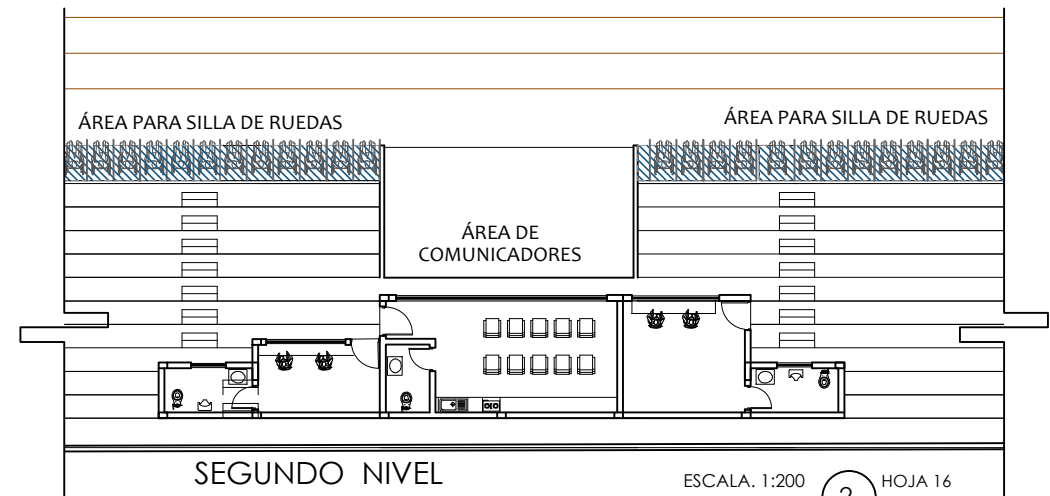 ÁREA PARA SILLA DE RUEDAS
ÁREA PARA SILLA DE RUEDAS
ÁREA DE
COMUNICADORES
SEGUNDO NIVEL
ESCALA. 1:200
2
HOJA 16